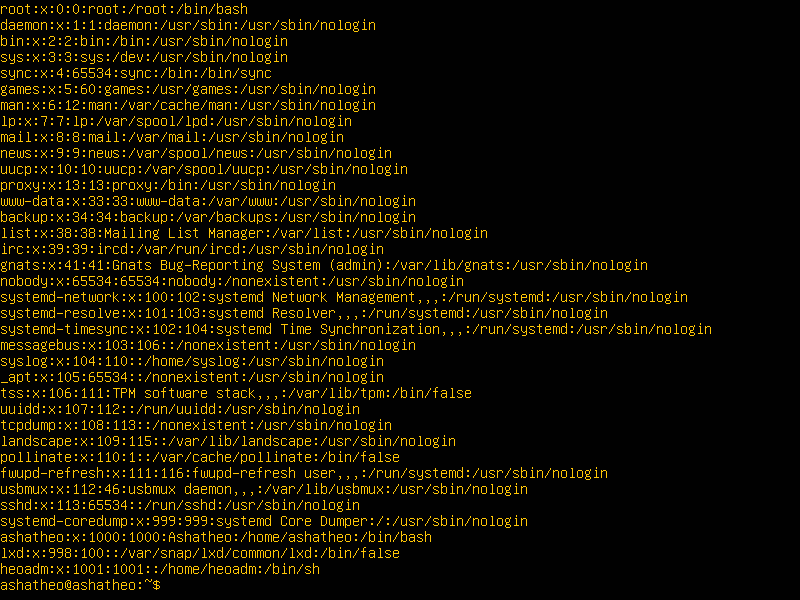 root:x:0:0:root:/root:/bin/bash
daemon:x:1:1:daemon:/usr/sbin:/usr/sbin/nologin
bin:x:2:2:bin:/bin:/usr/sbin/nologin
sys:x:3:3:sys:/dev:/usr/sbin/nologin
sync:x:4:65534:sync:/bin:/bin/sync
games:x:5:60:games:/usr/games:/usr/sbin/nologin
man:x:6:12:man:/var/cache/man:/usr/sbin/nologin
lp:x:7:7:lp:/var/spool/lpd:/usr/sbin/nologin
mail:x:8:8:mail:/var/mail:/usr/sbin/nologin
news:x:9:9:news:/var/spool/news:/usr/sbin/nologin
uucp:x:10:10:uucp:/var/spool/uucp:/usr/sbin/nologin
proxy:x:13:13:proxy:/bin:/usr/sbin/nologin
www-data:x:33:33:www-data:/var/www:/usr/sbin/nologin
backup:x:34:34:backup:/var/backups:/usr/sbin/nologin
list:x:38:38:Mailing List Manager:/var/list:/usr/sbin/nologin
irc:x:39:39:ircd:/var/run/ircd:/usr/sbin/nologin
gnats:x:41:41:Gnats Bug-Reporting System (admin):/var/lib/gnats:/usr/sbin/nologin
nobody:x:65534:65534:nobody:/nonexistent:/usr/sbin/nologin
systemd-network:x:100:102:systemd Network Management,,,:/run/systemd:/usr/sbin/nologin
systemd-resolve:x:101:103:systemd Resolver,,,:/run/systemd:/usr/sbin/nologin
systemd-timesync:x:102:104:systemd Time Synchronization,,,:/run/systemd:/usr/sbin/nologin
messagebus:x:103:106::/nonexistent:/usr/sbin/nologin
syslog:x:104:110::/home/syslog:/usr/sbin/nologin
_apt:x:105:65534::/nonexistent:/usr/sbin/nologin
tss:x:106:111:TPM software stack,,,:/var/lib/tpm:/bin/false
uuidd:x:107:112::/run/uuidd:/usr/sbin/nologin
tcpdump:x:108:113::/nonexistent:/usr/sbin/nologin
landscape:x:109:115::/var/lib/landscape:/usr/sbin/nologin
pollinate:x:110:1::/var/cache/pollinate:/bin/false
fwupd-refresh:x:111:116:fwupd-refresh user,,,:/run/systemd:/usr/sbin/nologin
usbmux:x:112:46:usbmux daemon,,,:/var/lib/usbmux:/usr/sbin/nologin
sshd:x:113:65534::/run/sshd:/usr/sbin/nologin
systemd-coredump:x:999:999:systemd Core Dumper:/:/usr/sbin/nologin
ashatheo:x:1000:1000:Ashatheo:/home/ashatheo:/bin/bash
lxd:x:998:100::/var/snap/lxd/common/lxd:/bin/false
heoadm:x:1001:1001::/home/heoadm:/bin/sh
ashatheo@ashatheo:~$